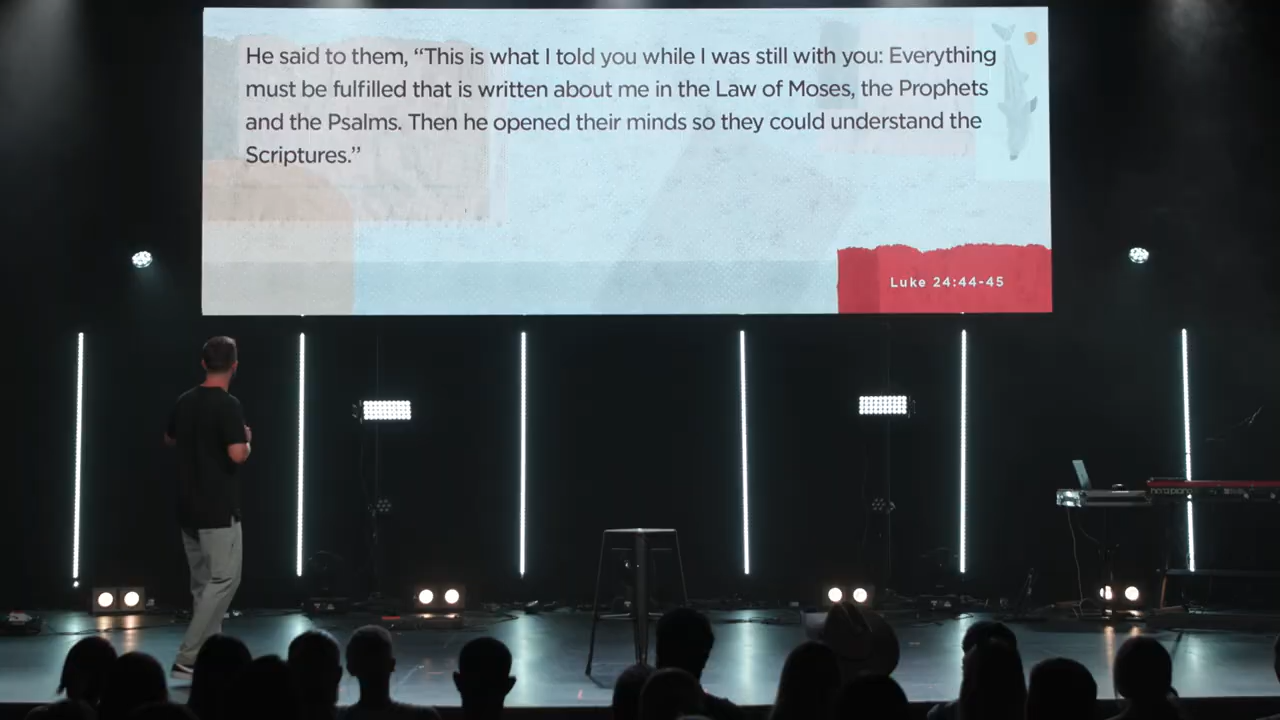 He said to them, “This is what I told you while I was still with you: Everything
must be fulfilled that is written about me in the Law of Moses, the Prophets
and the Psalms. Then he opened their minds so they could understand the
Scriptures.”
Luke 24:44-45
nord piano